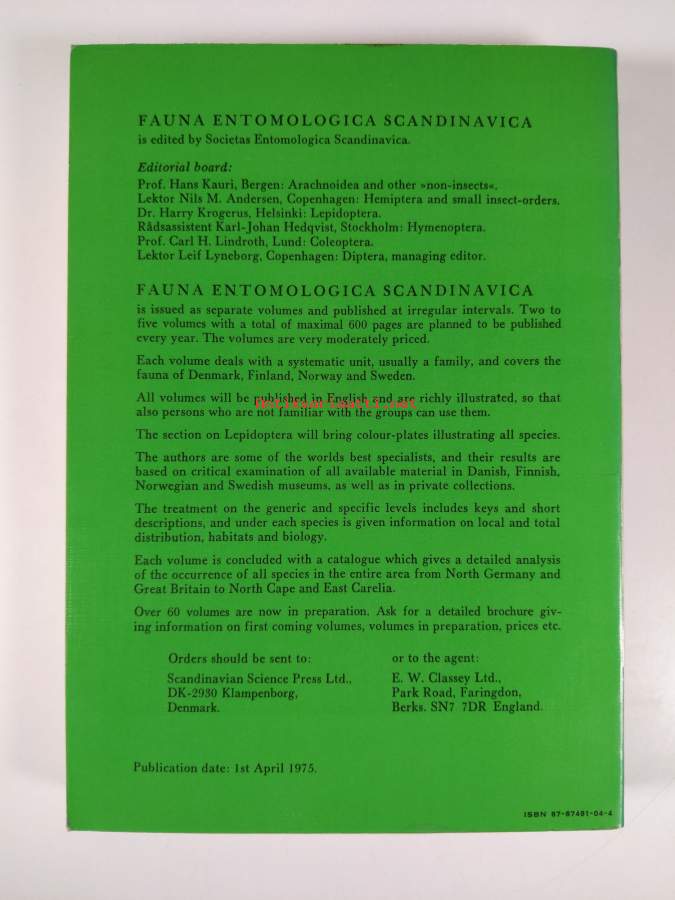 FAUNA ENTOMOLOGICA SCANDINAVICA
is edited by Societas Entomologica Scandinavica.
Editorial board:
Prof. Hans Kauri, Bergen: Arachnoidea and other »non-insects«.
Lektor Nils M. Andersen, Copenhagen: Hemiptera and small insect-orders.
Dr. Harry Krogerus, Helsinki: Lepidoptera.
Rådsassistent Karl-Johan Hedqvist, Stockholm: Hymenoptera.
Prof. Carl H. Lindroth, Lund: Coleoptera.
Lektor Leif Lyneborg, Copenhagen: Diptera, managing editor.
FAUNA ENTOMOLOGICA SCANDINAVICA
is issued as separate volumes and published at irregular intervals. Two to
five volumes with a total of maximal 600 pages are planned to be published
every year. The volumes are very moderately priced.
Each volume deals with a systematic unit, usually a family, and covers the
fauna of Denmark, Finland, Norway and Sweden.
All volumes will be published in English and are richly illustrated, so that
also persons who are not familiar with the groups can use them.
The section on Lepidoptera will bring colour-plates illustrating all species.
The authors are some of the worlds best specialists, and their results are
based on critical examination of all available material in Danish, Finnish,
Norwegian and Swedish museums, as well as in private collections.
The treatment on the generic and specific levels includes keys and short
descriptions, and under each species is given information on local and total
distribution, habitats and biology.
Each volume is concluded with a catalogue which gives a detailed analysis
of the occurrence of all species in the entire area from North Germany and
Great Britain to North Cape and East Carelia.
Over 60 volumes are now in preparation. Ask for a detailed brochure giv-
ing information on first coming volumes, volumes in preparation, prices etc.
Orders should be sent to:
Scandinavian Science Press Ltd.,
DK-2930 Klampenborg,
Denmark.
or to the agent:
E. W. Classey Ltd.,
Park Road, Faringdon,
Berks. SN7 7DR England.
Publication date: 1st April 1975.
ISBN 87-87491-04-4